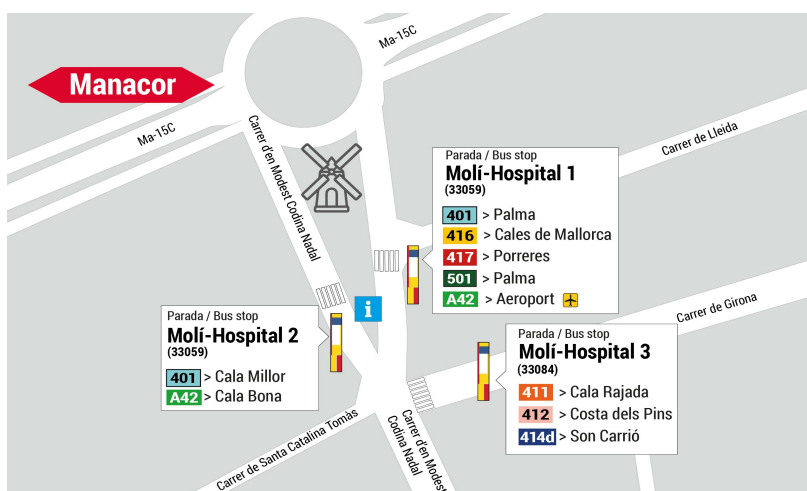 Manacor
Ma-15C
Ma-15C
Carrer d'en Modest Codina Nadal
Carrer de Lleida
Parada / Bus stop
Molí-Hospital 1
(33059)
401 > Palma
416 > Cales de Mallorca
417 > Porreres
501 > Palma
A42 > Aeroport
i
Carrer de Girona
Parada / Bus stop
Molí-Hospital 2
(33059)
401 > Cala Millor
A42 > Cala Bona
Parada / Bus stop
Molí-Hospital 3
(33084)
411 > Cala Rajada
412 > Costa dels Pins
414d > Son Carrió
Carrer de Santa Catalina Tomàs
Carrer d'en Modest
Codina Nadal